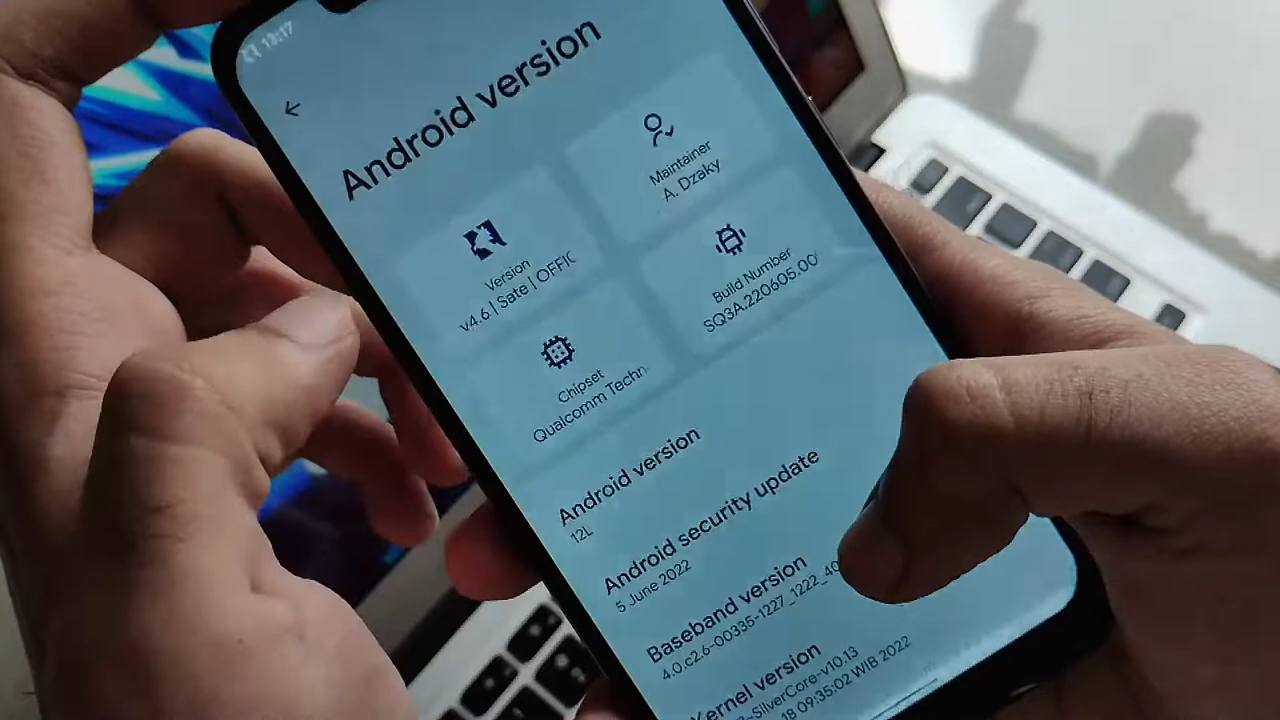 13:17
Android version
Maintainer
A. Dzaky
Version
v4.6 | Sate | OFFIC
Build Number
SQ3A.220605.00
Chipset
Qualcomm Techn
Android version
12L
Android security update
5 June 2022
Baseband version
4.0.c2.6-00335-1227_1222_40
Kernel version
-SilverCore-v10.13
18 09:35:02 WIB 2022